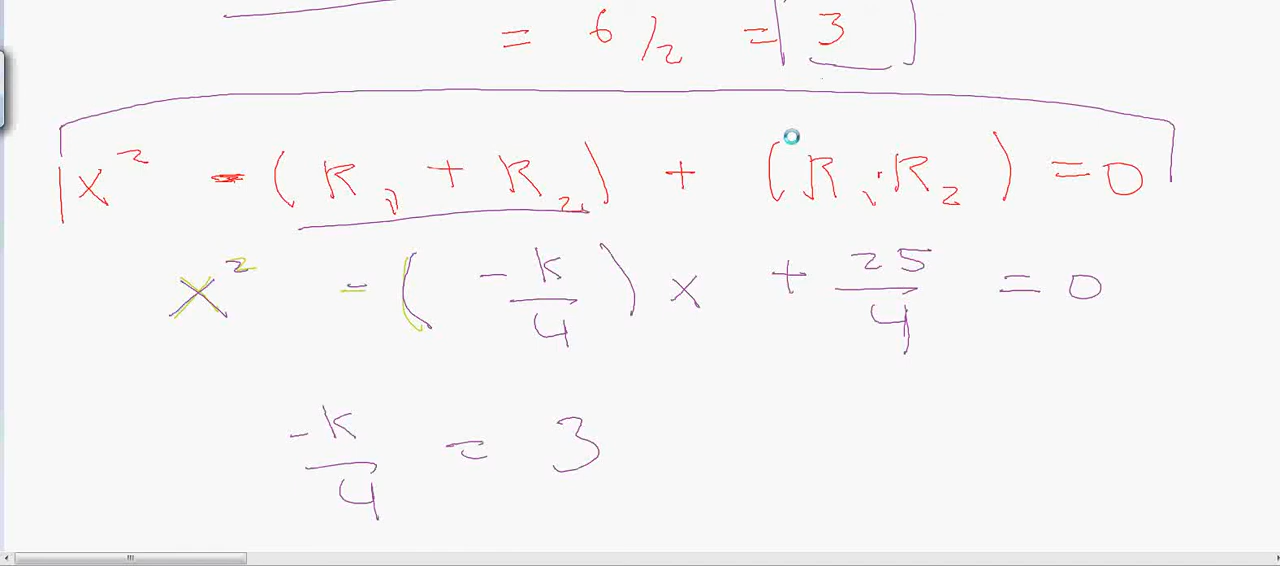 = 6/2 = 3
x² - (R₁ + R₂) + (R₁·R₂) = 0
x² - (-k/4) x + 25/4 = 0
-k/4 = 3